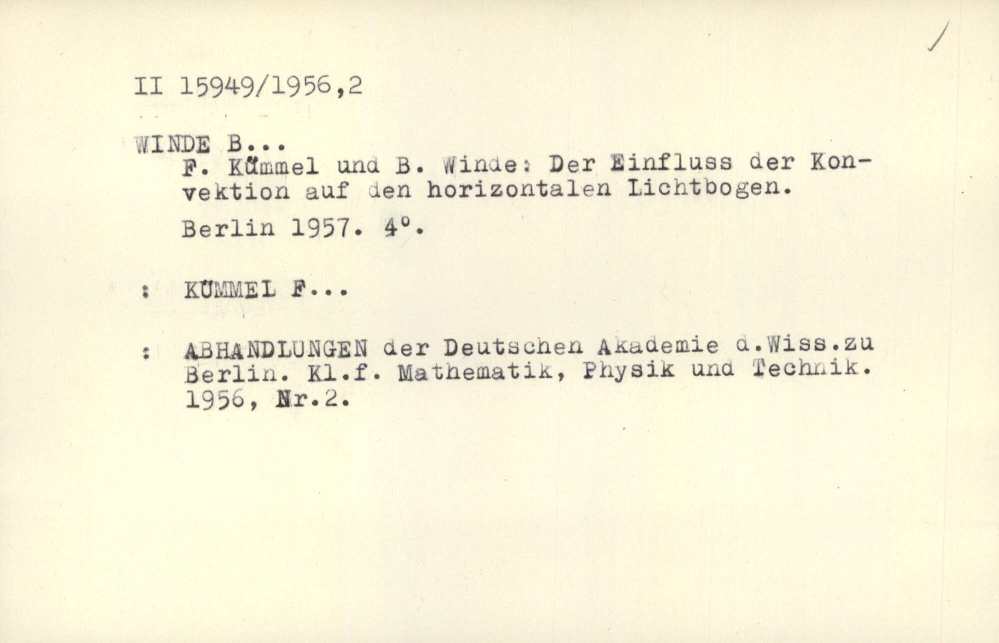 II 15949/1956,2
WINDE B...
F. Kümmel und B. Winde: Der Einfluss der Kon-
vektion auf den horizontalen Lichtbogen.
Berlin 1957. 4°.
: KÜMMEL F...
: ABHANDLUNGEN der Deutschen Akademie d.Wiss.zu
Berlin. Kl.f. Mathematik, Physik und Technik.
1956, Nr.2.